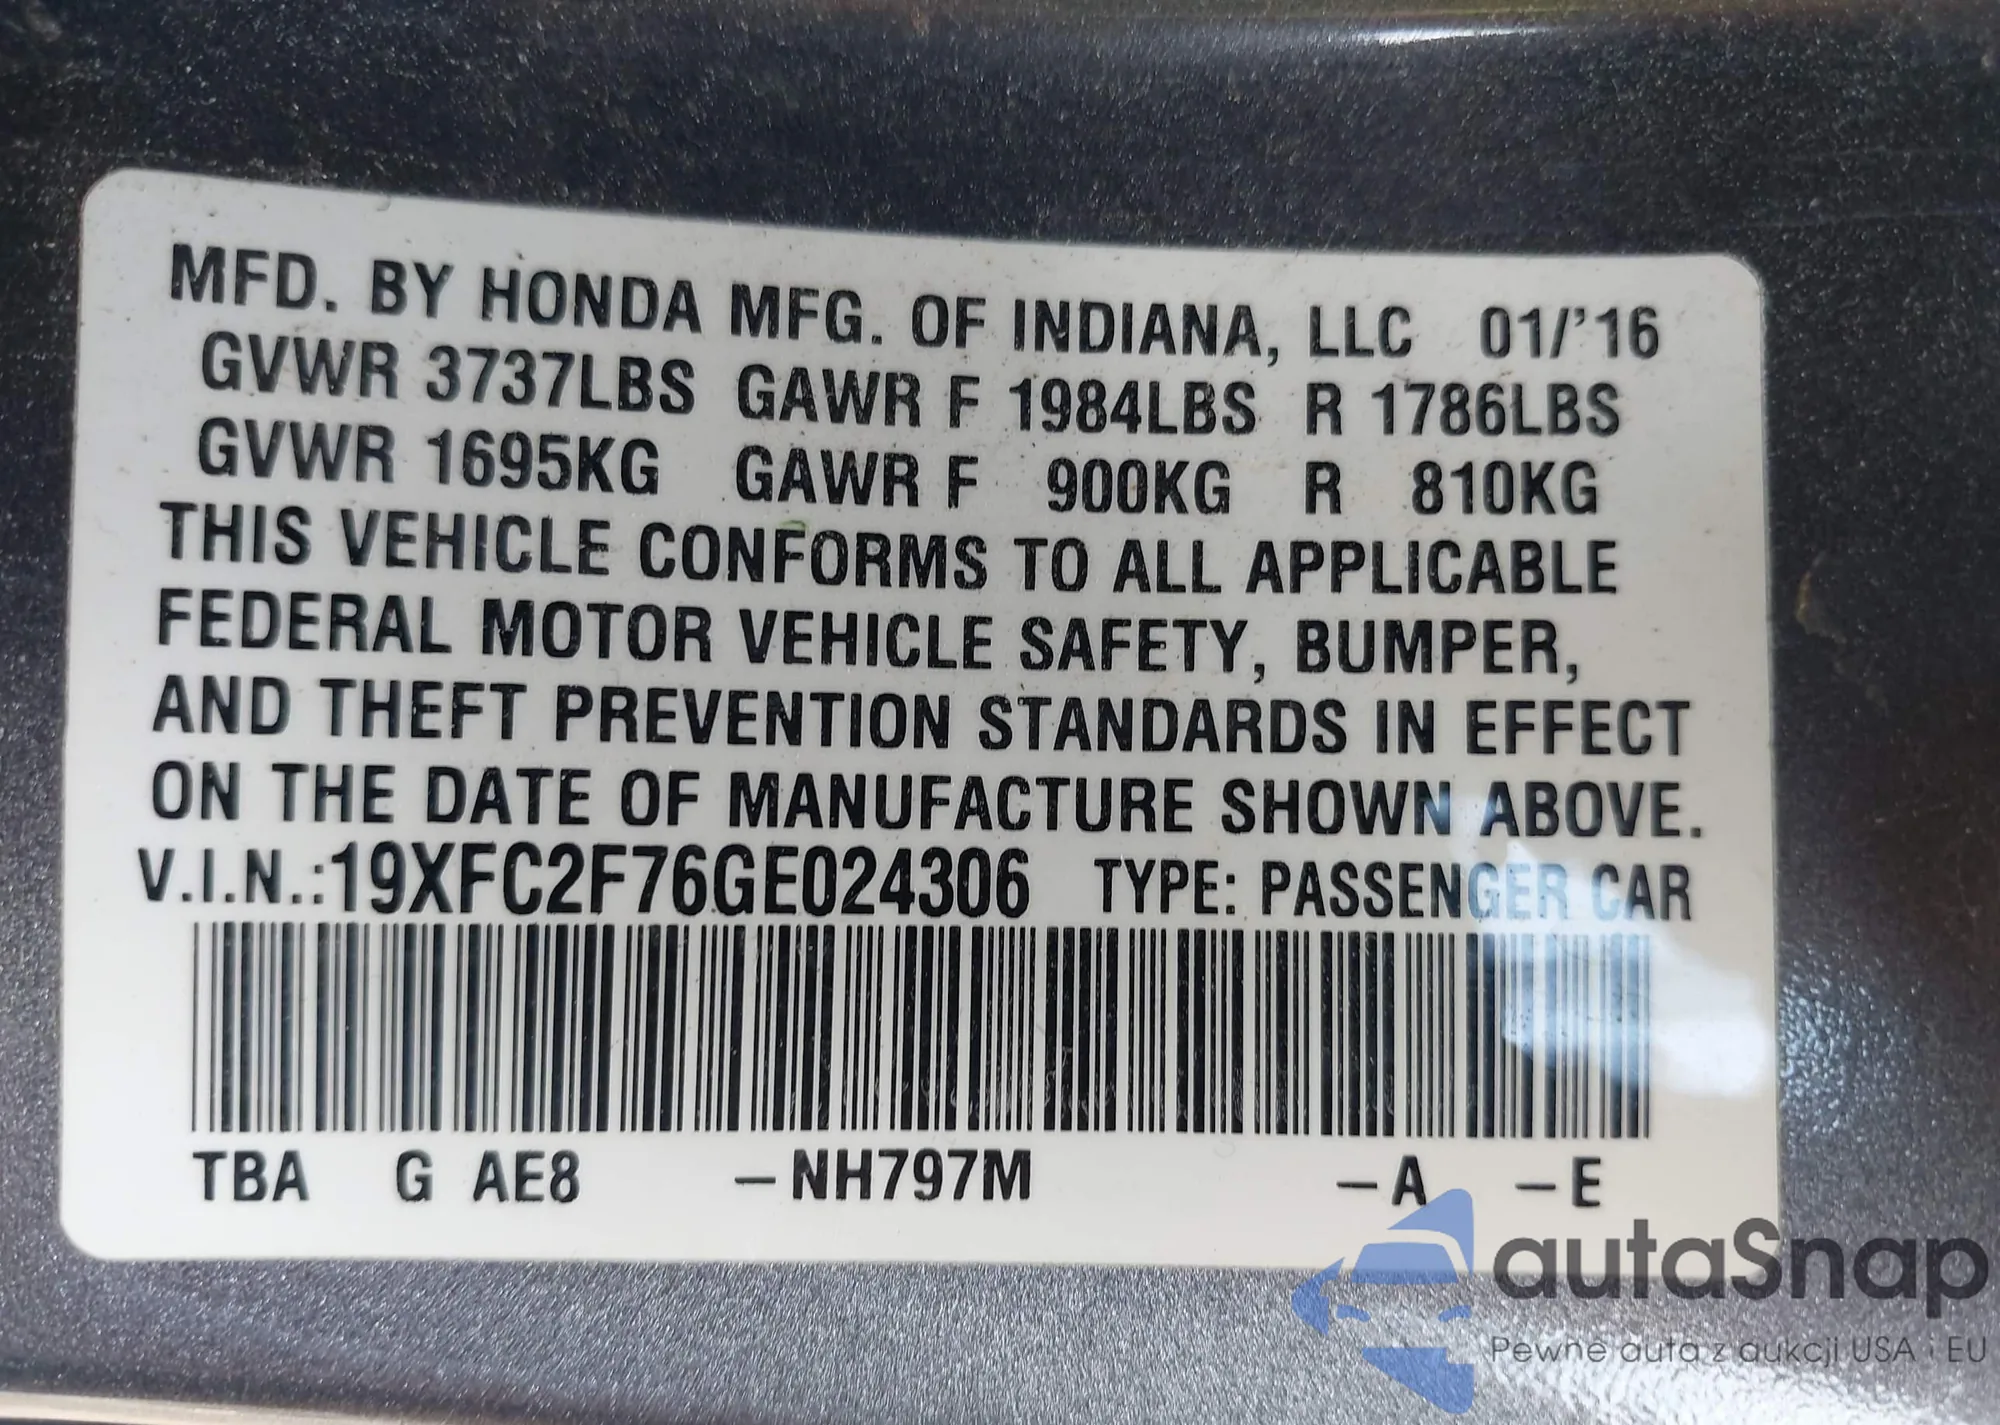 MFD. BY HONDA MFG. OF INDIANA, LLC 01/'16
GVWR 3737LBS GAWR F 1984LBS R 1786LBS
GVWR 1695KG GAWR F 900KG R 810KG
THIS VEHICLE CONFORMS TO ALL APPLICABLE
FEDERAL MOTOR VEHICLE SAFETY, BUMPER,
AND THEFT PREVENTION STANDARDS IN EFFECT
ON THE DATE OF MANUFACTURE SHOWN ABOVE.
V.I.N.:19XFC2F76GE024306 TYPE: PASSENGER CAR
TBA G AE8 –NH797M –A –E
autaSnap
Pewne auta z aukcji USA i EU